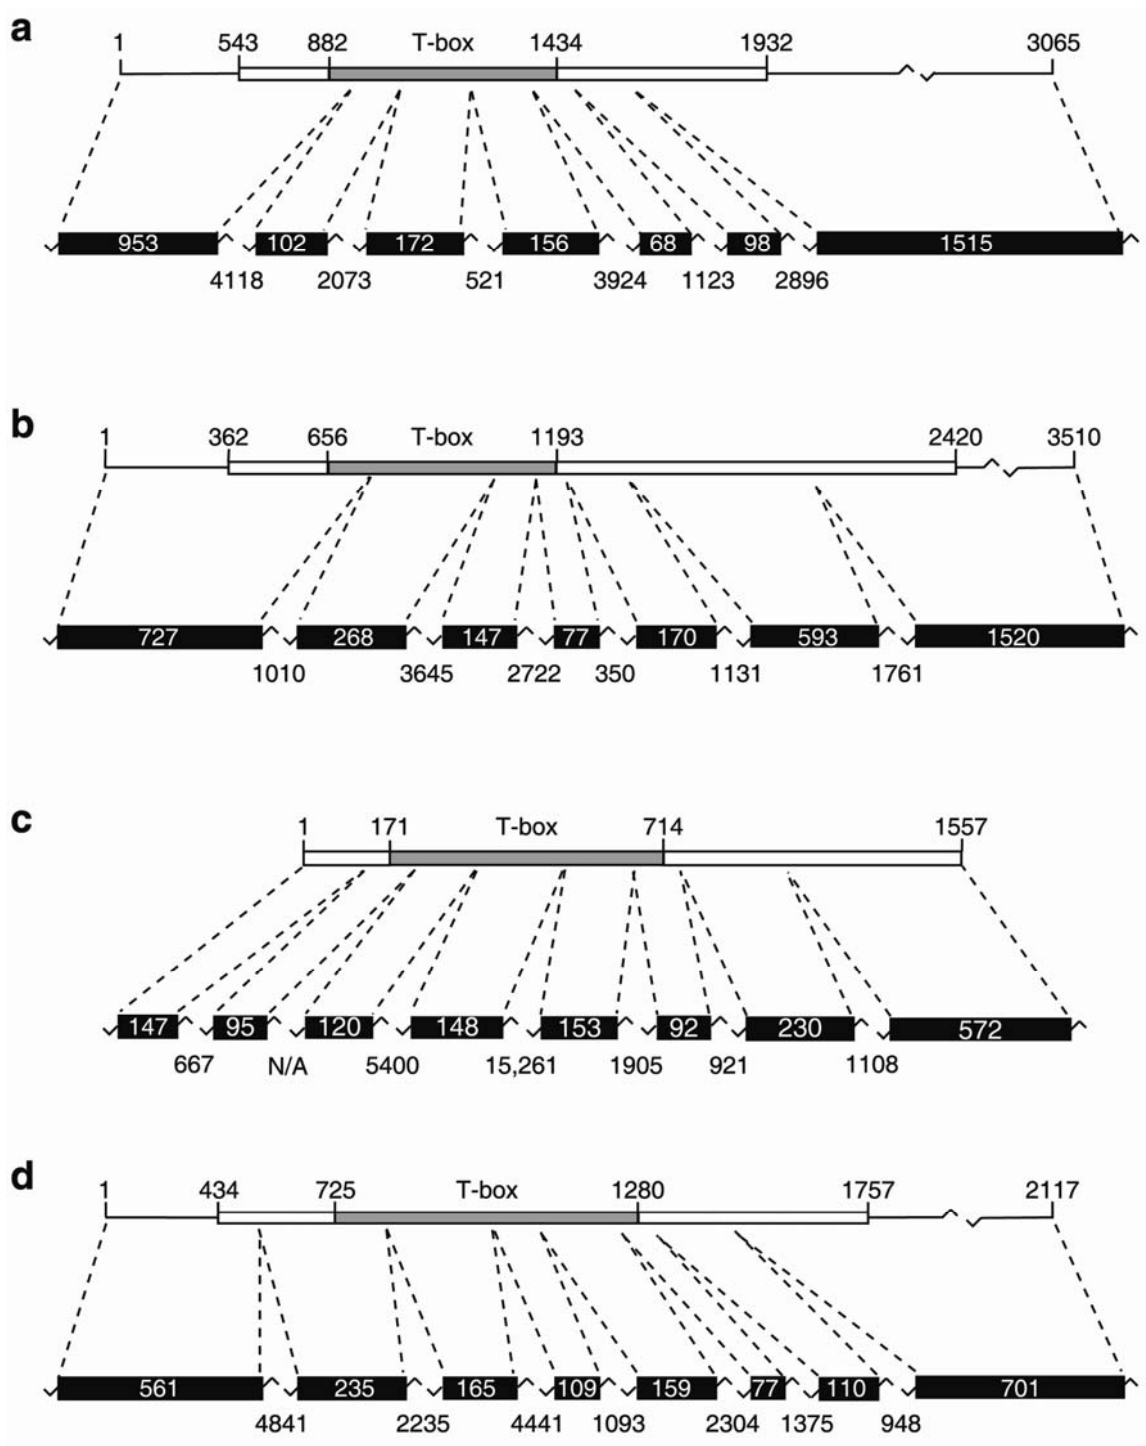 a
1 543 882 T-box 1434 1932 3065
953 102 172 156 68 98 1515
4118 2073 521 3924 1123 2896
b
1 362 656 T-box 1193 2420 3510
727 268 147 77 170 593 1520
1010 3645 2722 350 1131 1761
c
1 171 T-box 714 1557
147 95 120 148 153 92 230 572
667 N/A 5400 15,261 1905 921 1108
d
1 434 725 T-box 1280 1757 2117
561 235 165 109 159 77 110 701
4841 2235 4441 1093 2304 1375 948